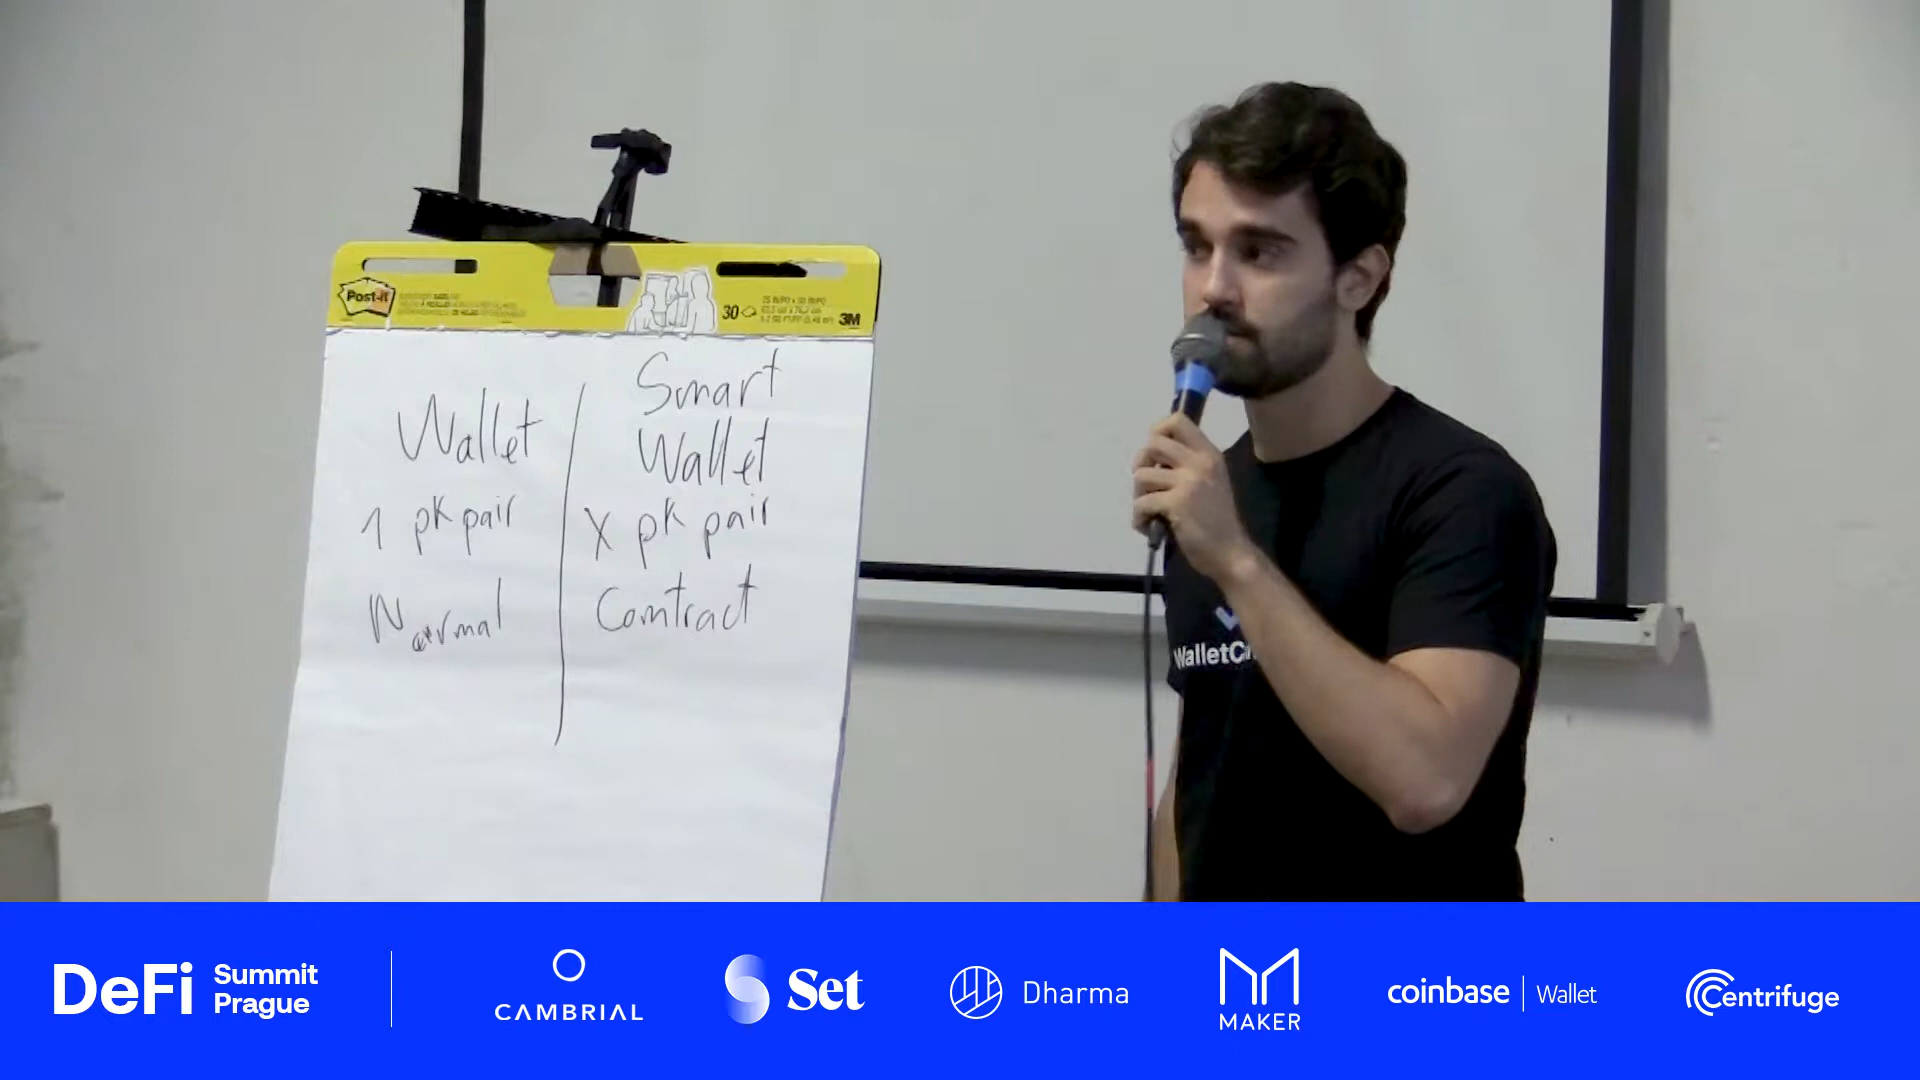 Post-it
30
3M
Smart
Wallet
Wallet
1 pk pair
X pk pair
Normal
Contract
DeFi
Summit
Prague
CAMBRIAL
Set
Dharma
MAKER
coinbase | Wallet
Centrifuge